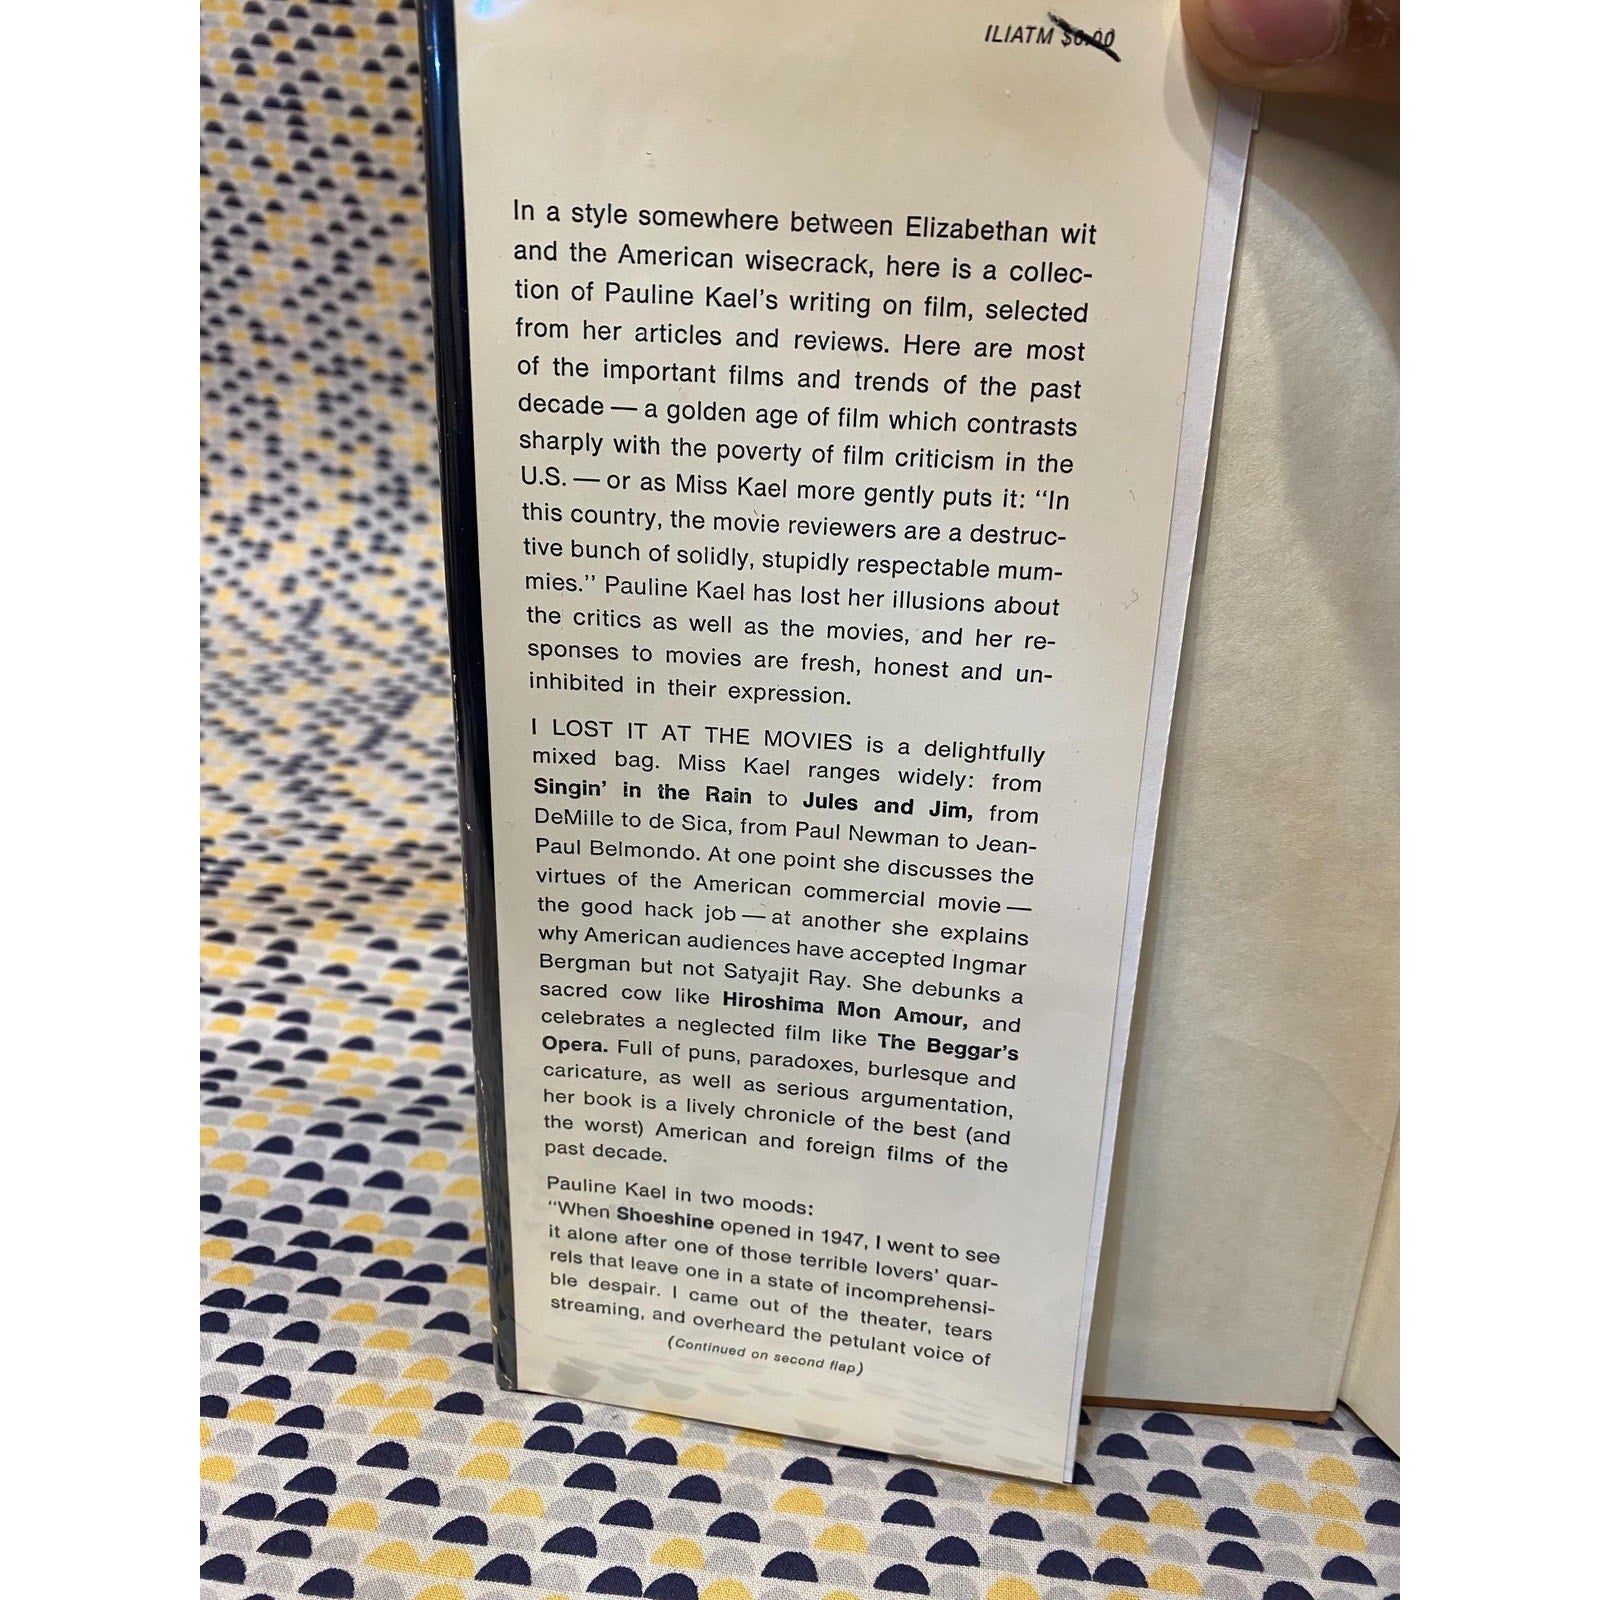 ILIATM $6.00
In a style somewhere between Elizabethan wit
and the American wisecrack, here is a collec-
tion of Pauline Kael's writing on film, selected
from her articles and reviews. Here are most
of the important films and trends of the past
decade — a golden age of film which contrasts
sharply with the poverty of film criticism in the
U.S. — or as Miss Kael more gently puts it: “In
this country, the movie reviewers are a destruc-
tive bunch of solidly, stupidly respectable mum-
mies.” Pauline Kael has lost her illusions about
the critics as well as the movies, and her re-
sponses to movies are fresh, honest and un-
inhibited in their expression.
I LOST IT AT THE MOVIES is a delightfully
mixed bag. Miss Kael ranges widely: from
Singin' in the Rain to Jules and Jim, from
DeMille to de Sica, from Paul Newman to Jean-
Paul Belmondo. At one point she discusses the
virtues of the American commercial movie —
the good hack job — at another she explains
why American audiences have accepted Ingmar
Bergman but not Satyajit Ray. She debunks a
sacred cow like Hiroshima Mon Amour, and
celebrates a neglected film like The Beggar's
Opera. Full of puns, paradoxes, burlesque and
caricature, as well as serious argumentation,
her book is a lively chronicle of the best (and
the worst) American and foreign films of the
past decade.
Pauline Kael in two moods:
“When Shoeshine opened in 1947, I went to see
it alone after one of those terrible lovers' quar-
rels that leave one in a state of incomprehensi-
ble despair. I came out of the theater, tears
streaming, and overheard the petulant voice of
(Continued on second flap)